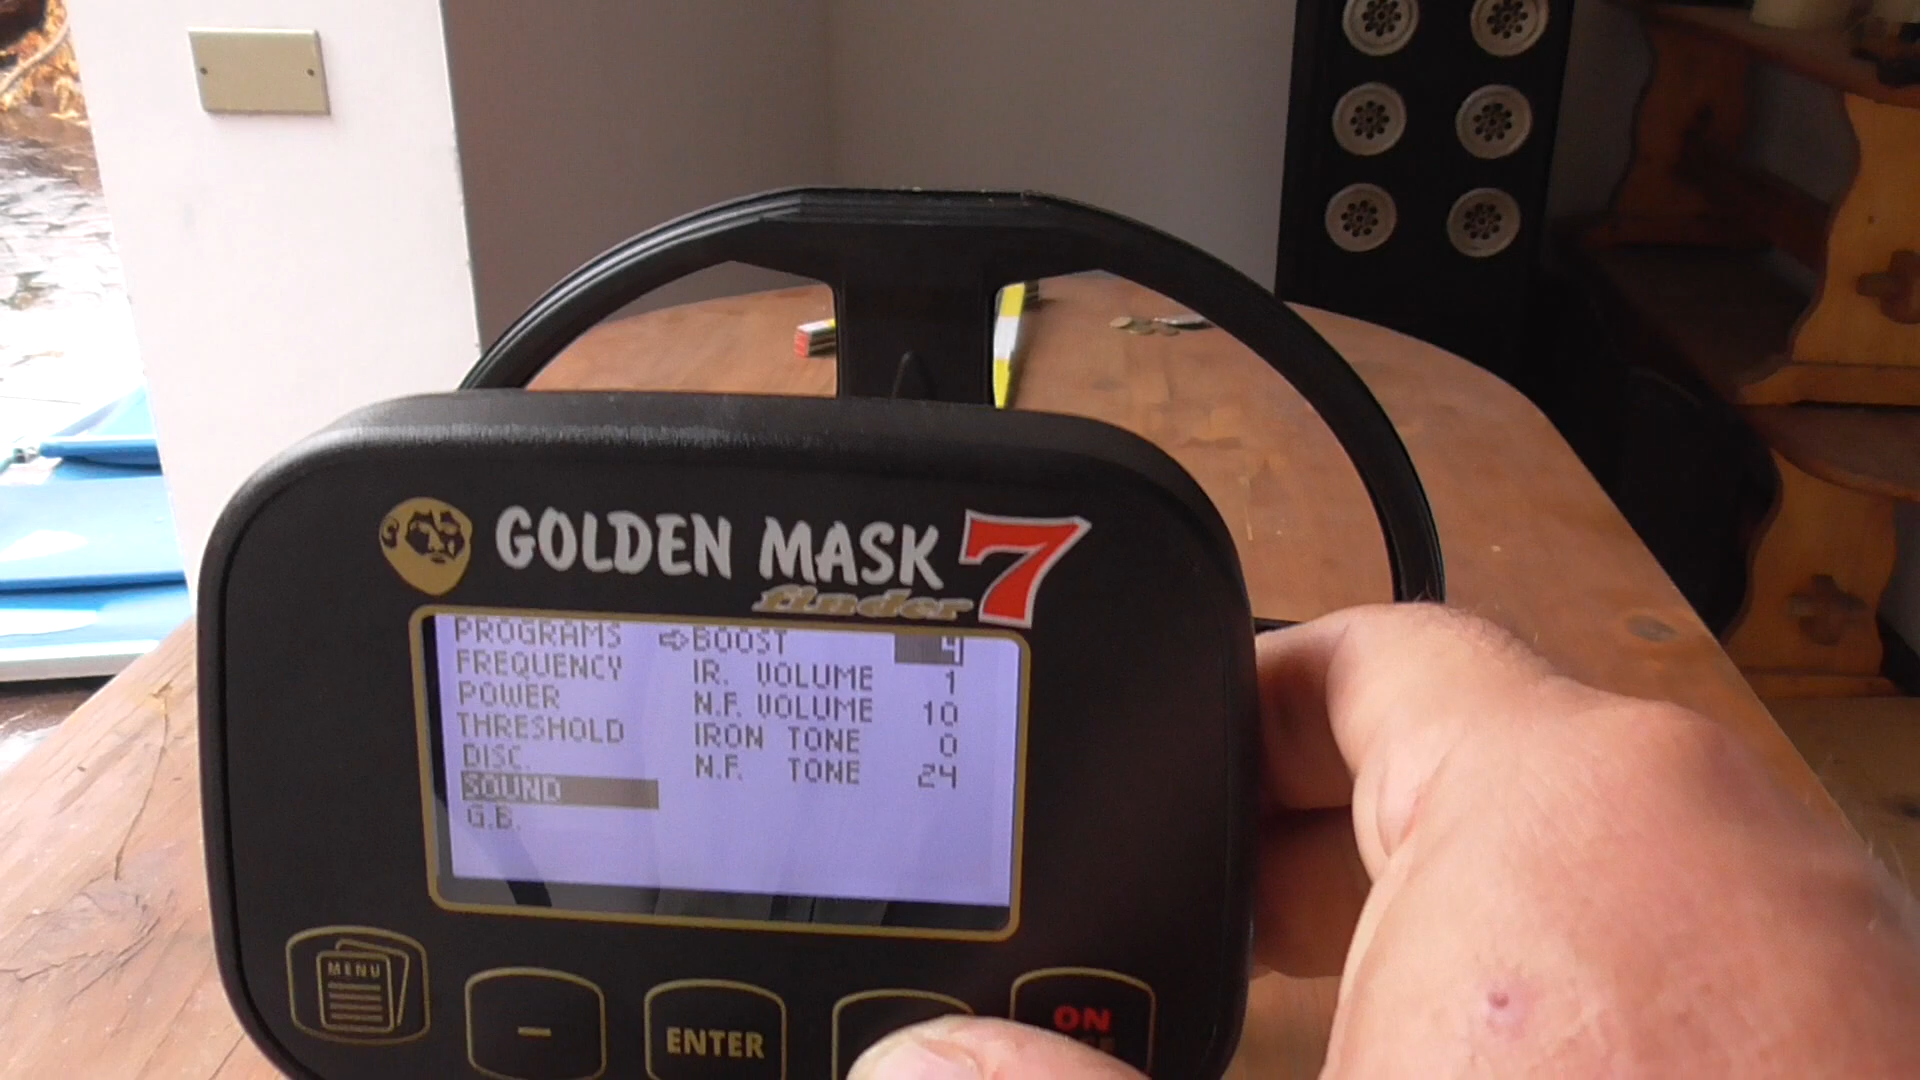 GOLDEN MASK 7
finder
PROGRAMS ⇨BOOST 4
FREQUENCY IR. VOLUME 1
POWER N.F. VOLUME 10
THRESHOLD IRON TONE 0
DISC. N.F. TONE 24
SOUND
G.B.
MENU
−
ENTER
ON